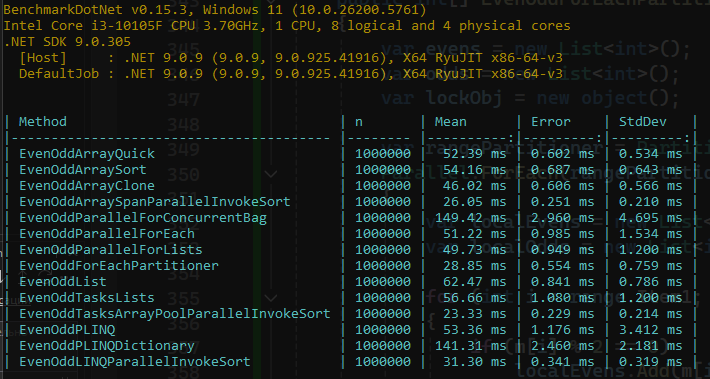 BenchmarkDotNet v0.15.3, Windows 11 (10.0.26200.5761)
Intel Core i3-10105F CPU 3.70GHz, 1 CPU, 8 logical and 4 physical cores
.NET SDK 9.0.305
[Host]     : .NET 9.0.9 (9.0.9, 9.0.925.41916), X64 RyuJIT x86-64-v3
DefaultJob : .NET 9.0.9 (9.0.9, 9.0.925.41916), X64 RyuJIT x86-64-v3
| Method | n | Mean | Error | StdDev |
| EvenOddArrayQuick | 1000000 | 52.39 ms | 0.602 ms | 0.534 ms |
| EvenOddArraySort | 1000000 | 54.16 ms | 0.687 ms | 0.643 ms |
| EvenOddArrayClone | 1000000 | 46.02 ms | 0.606 ms | 0.566 ms |
| EvenOddArraySpanParallelInvokeSort | 1000000 | 26.05 ms | 0.251 ms | 0.210 ms |
| EvenOddParallelForConcurrentBag | 1000000 | 149.42 ms | 2.960 ms | 4.695 ms |
| EvenOddParallelForEach | 1000000 | 51.22 ms | 0.985 ms | 1.534 ms |
| EvenOddParallelForLists | 1000000 | 49.73 ms | 0.949 ms | 1.200 ms |
| EvenOddForEachPartitioner | 1000000 | 28.85 ms | 0.554 ms | 0.759 ms |
| EvenOddList | 1000000 | 62.47 ms | 0.841 ms | 0.786 ms |
| EvenOddTasksLists | 1000000 | 56.66 ms | 1.080 ms | 1.200 ms |
| EvenOddTasksArrayPoolParallelInvokeSort | 1000000 | 23.33 ms | 0.229 ms | 0.214 ms |
| EvenOddPLINQ | 1000000 | 53.36 ms | 1.176 ms | 3.412 ms |
| EvenOddPLINQDictionary | 1000000 | 141.31 ms | 2.460 ms | 2.181 ms |
| EvenOddLINQParallelInvokeSort | 1000000 | 31.30 ms | 0.341 ms | 0.319 ms |